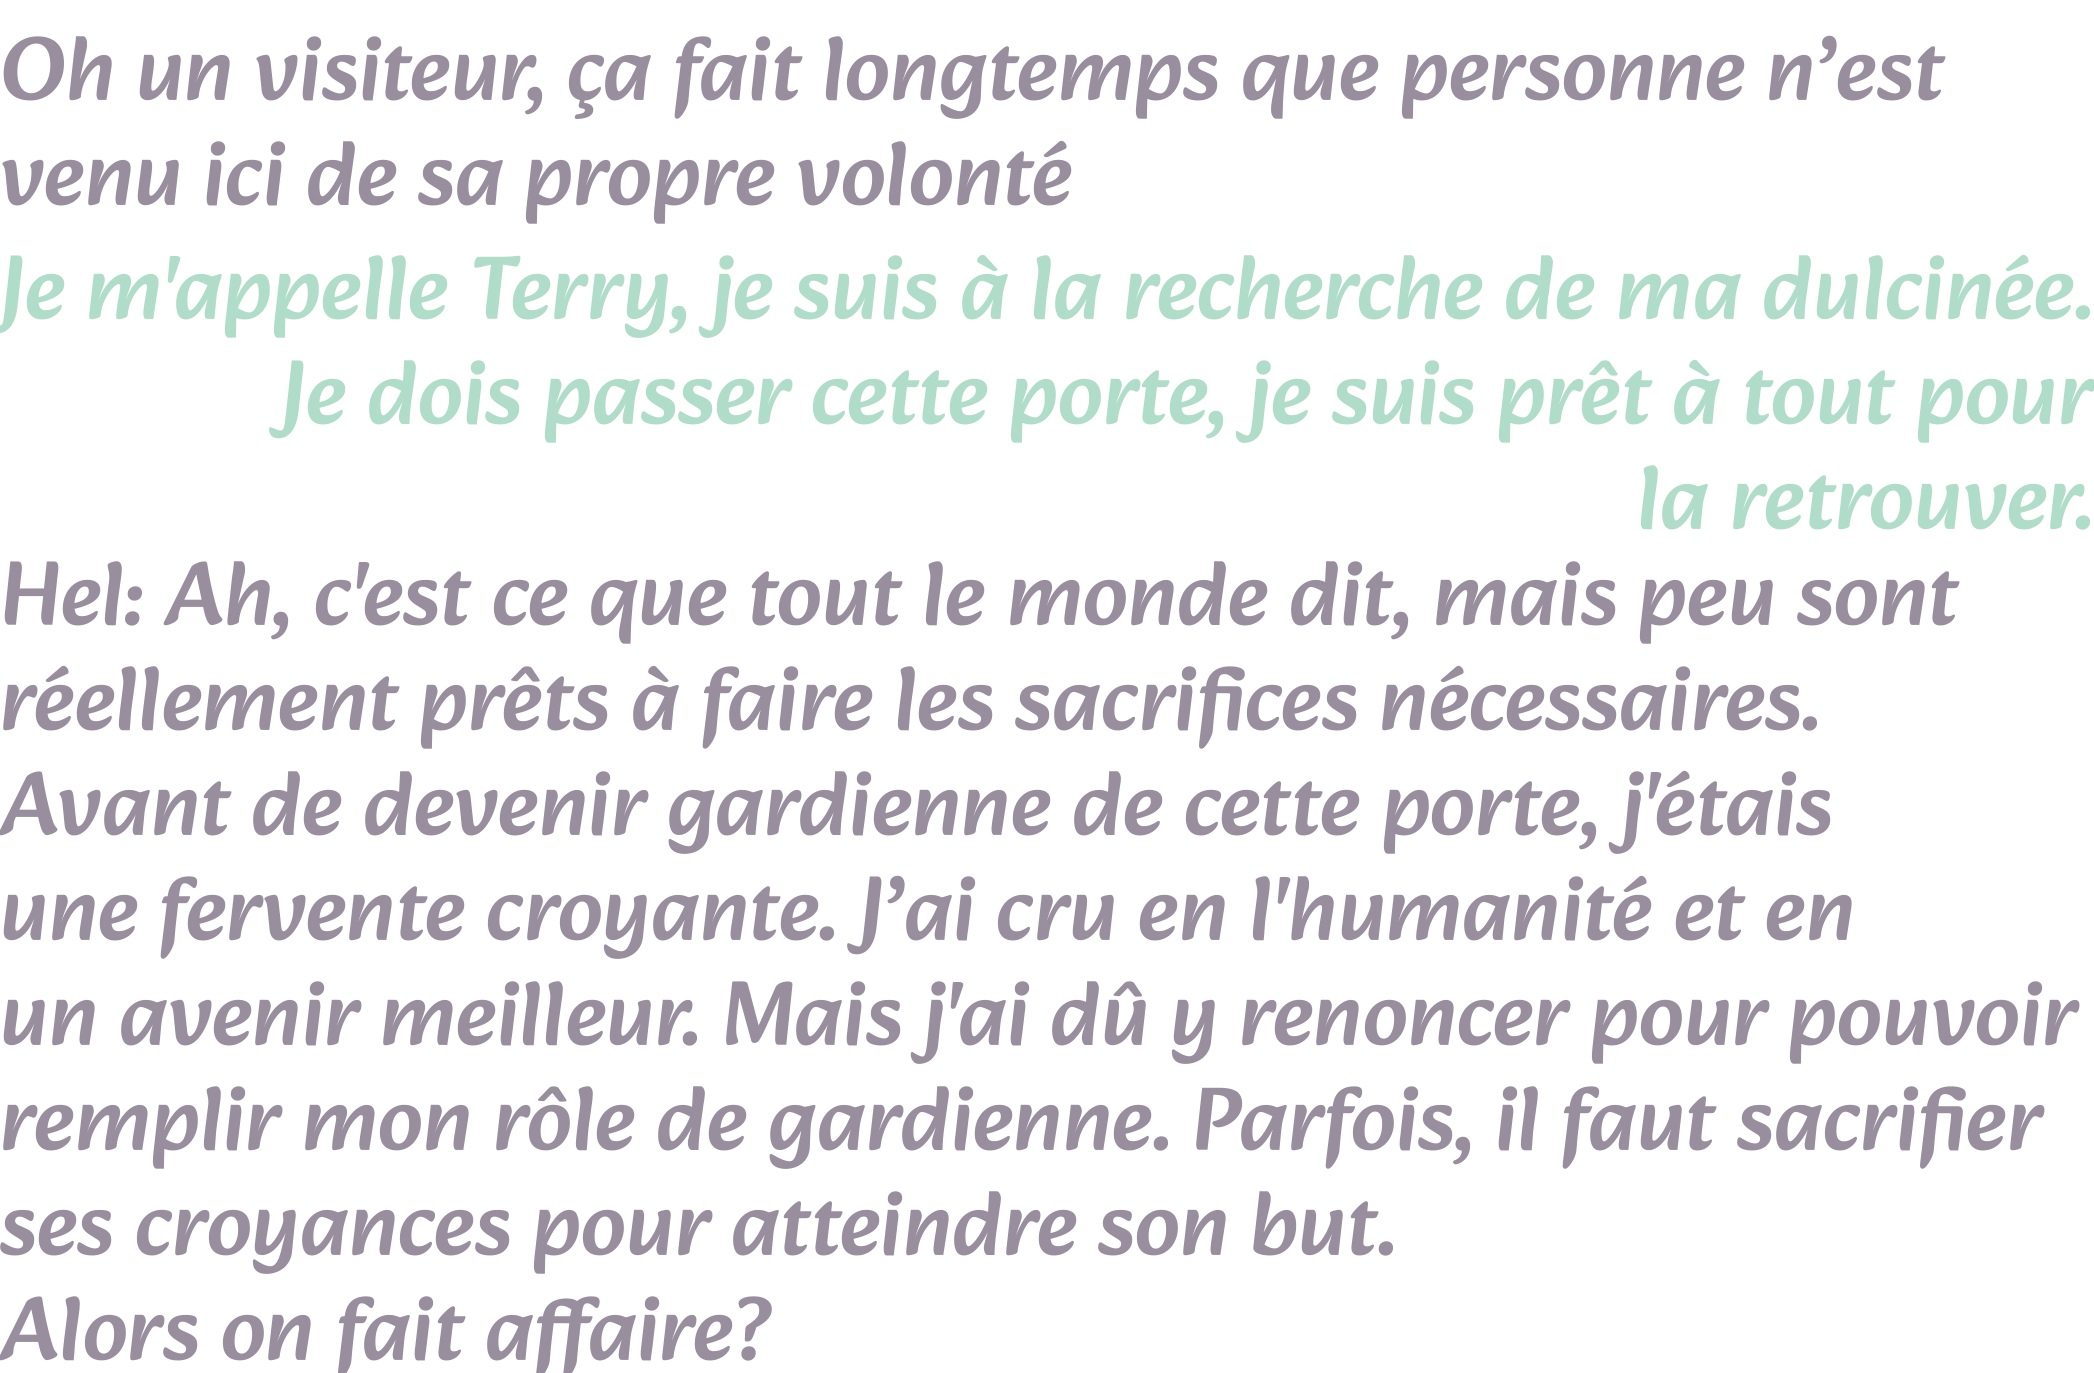 Oh un visiteur, ça fait longtemps que personne n’est
venu ici de sa propre volonté
Je m'appelle Terry, je suis à la recherche de ma dulcinée.
Je dois passer cette porte, je suis prêt à tout pour
la retrouver.
Hel: Ah, c'est ce que tout le monde dit, mais peu sont
réellement prêts à faire les sacrifices nécessaires.
Avant de devenir gardienne de cette porte, j'étais
une fervente croyante. J’ai cru en l'humanité et en
un avenir meilleur. Mais j'ai dû y renoncer pour pouvoir
remplir mon rôle de gardienne. Parfois, il faut sacrifier
ses croyances pour atteindre son but.
Alors on fait affaire?